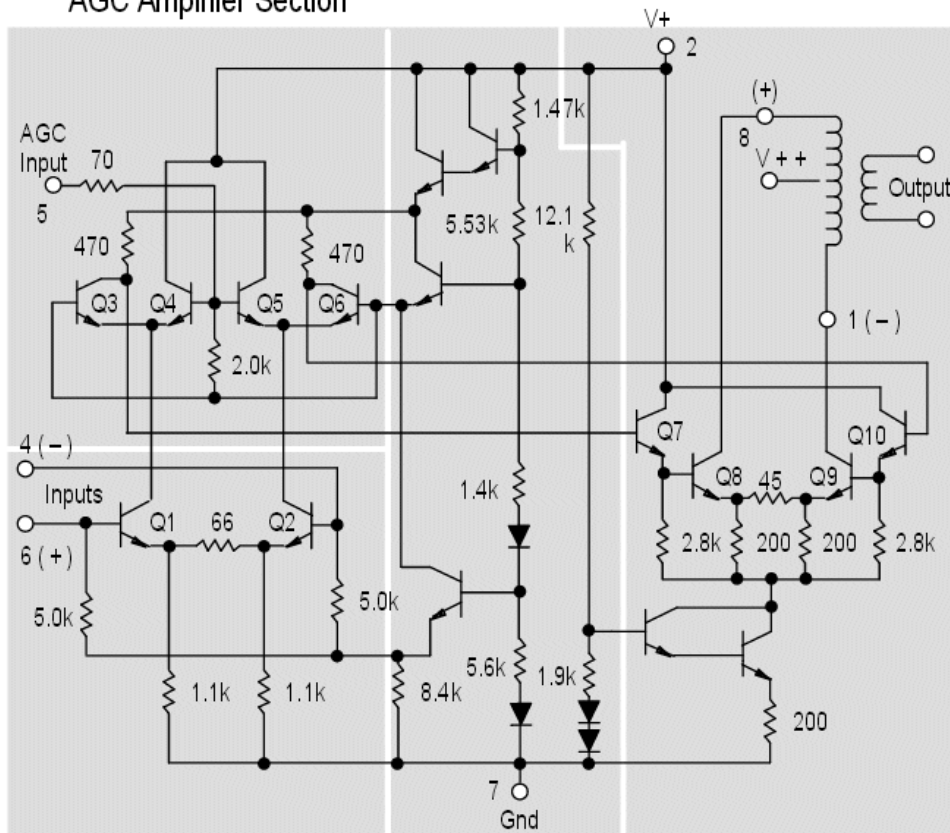 AGC Amplifier Section
V+
2
(+)
8
V++
Output
1 (-)
AGC
Input
70
5
470
470
1.47k
5.53k
12.1
k
Q3
Q4
Q5
Q6
2.0k
4 (-)
Inputs
6 (+)
Q1
66
Q2
5.0k
5.0k
1.1k
1.1k
8.4k
1.4k
5.6k
1.9k
Q7
Q8
45
Q9
Q10
2.8k
200
200
2.8k
200
7
Gnd